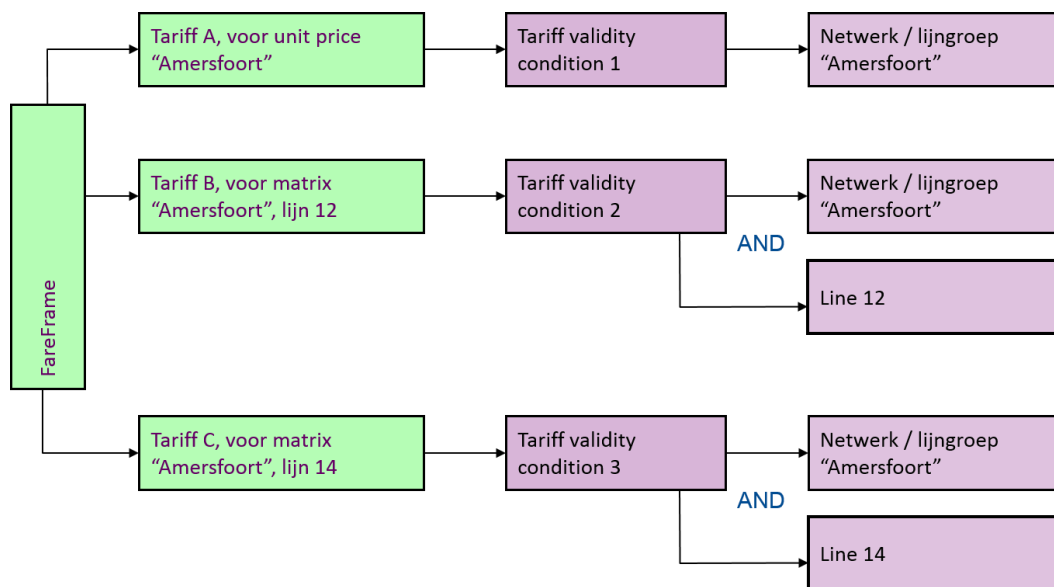 FareFrame
Tariff A, voor unit price
“Amersfoort”
Tariff validity
condition 1
Netwerk / lijngroep
“Amersfoort”
Tariff B, voor matrix
“Amersfoort”, lijn 12
Tariff validity
condition 2
Netwerk / lijngroep
“Amersfoort”
AND
Line 12
Tariff C, voor matrix
“Amersfoort”, lijn 14
Tariff validity
condition 3
Netwerk / lijngroep
“Amersfoort”
AND
Line 14